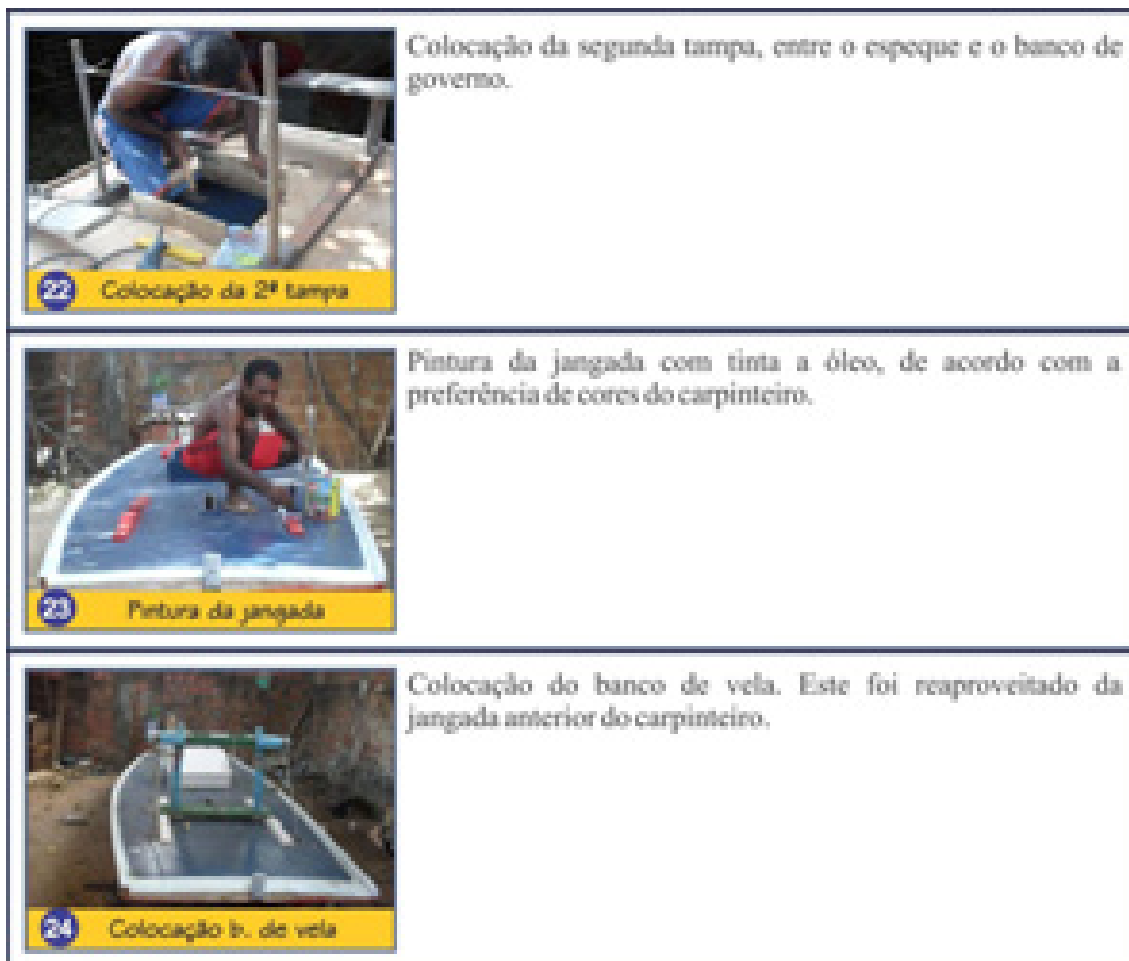 Colocação da segunda tampa, entre o espeque e o banco de
governo.
22 Colocação da 2ª tampa
Pintura da jangada com tinta a óleo, de acordo com a
preferência de cores do carpinteiro.
23 Pintura da jangada
Colocação do banco de vela. Este foi reaproveitado da
jangada anterior do carpinteiro.
24 Colocação b. de vela